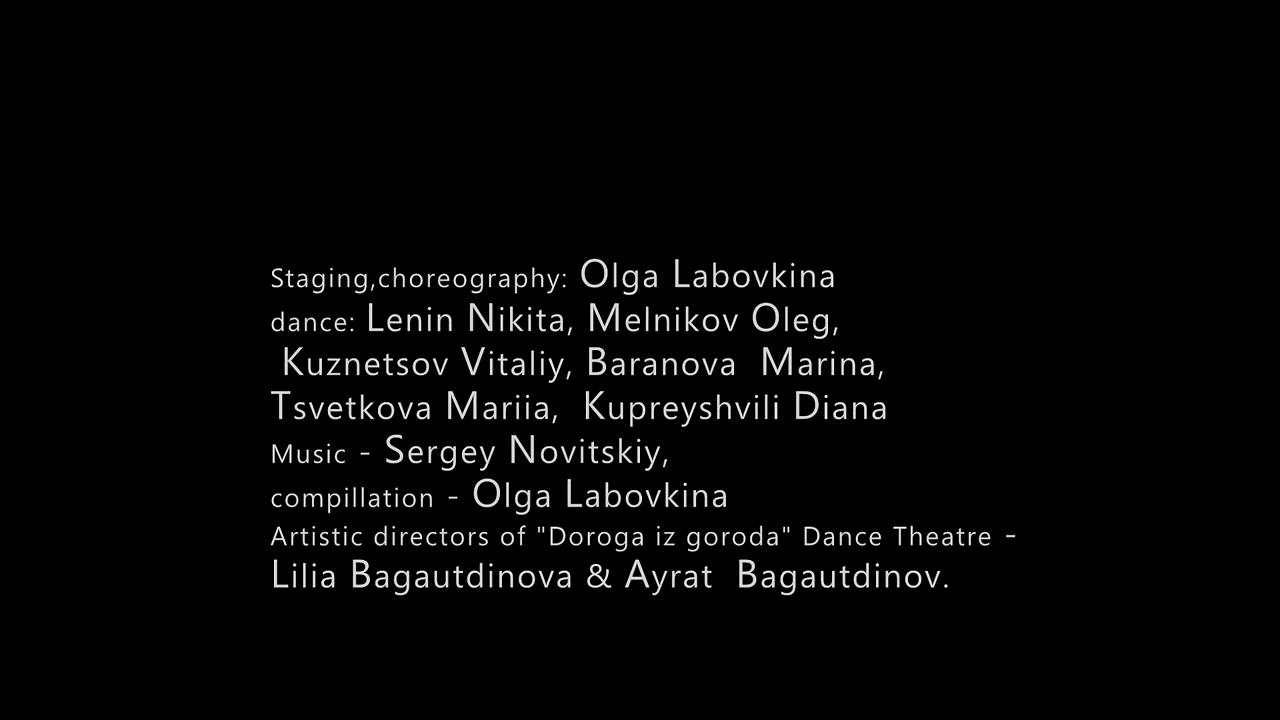 Staging,choreography: Olga Labovkina
dance: Lenin Nikita, Melnikov Oleg,
Kuznetsov Vitaliy, Baranova Marina,
Tsvetkova Mariia, Kupreyshvili Diana
Music - Sergey Novitskiy,
compillation - Olga Labovkina
Artistic directors of "Doroga iz goroda" Dance Theatre -
Lilia Bagautdinova & Ayrat Bagautdinov.